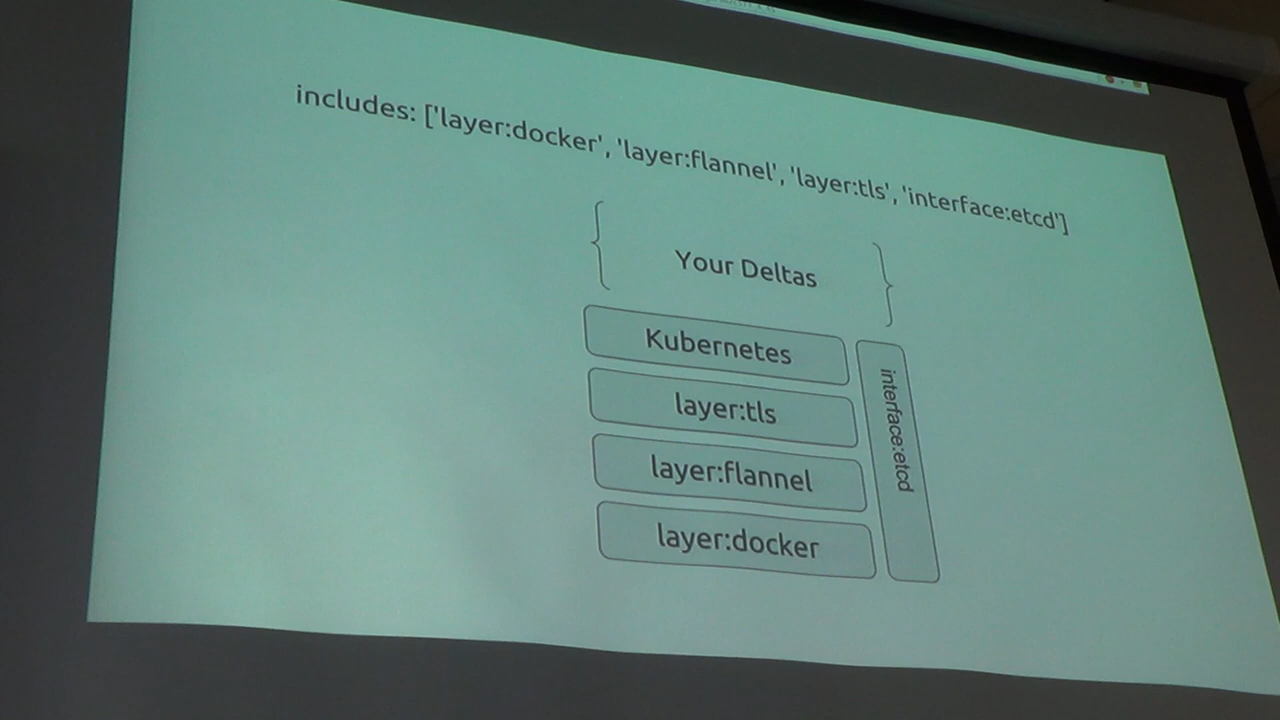 includes: ['layer:docker', 'layer:flannel', 'layer:tls', 'interface:etcd']
Your Deltas
Kubernetes
layer:tls
layer:flannel
layer:docker
interface:etcd